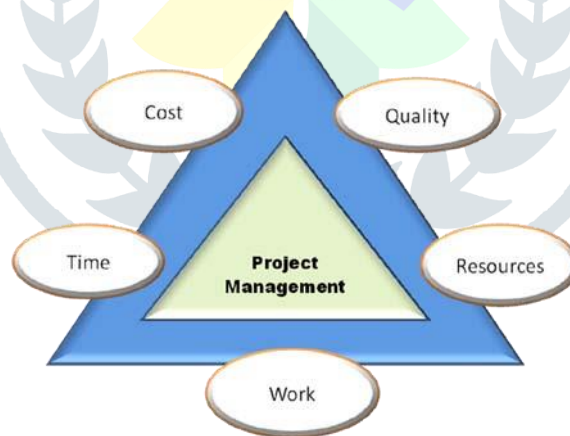 Cost
Quality
Time
Project
Management
Resources
Work